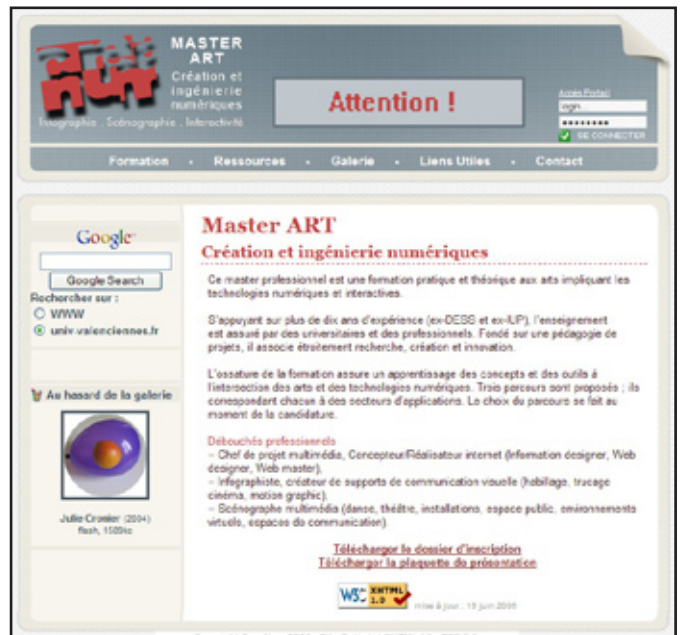 art
nur
MASTER
ART
Création et
ingénierie
numériques
Infographie . Scénographie . Interactivité
Attention !
Accès Portail
login...
••••••••
SE CONNECTER
Formation • Ressources • Galerie • Liens Utiles • Contact
Google™
Google Search
Rechercher sur :
WWW
univ.valenciennes.fr
Au hasard de la galerie
Julie Cronier (2004)
flash, 1509ko
Master ART
Création et ingénierie numériques
Ce master professionnel est une formation pratique et théorique aux arts impliquant les
technologies numériques et interactives.
S'appuyant sur plus de dix ans d'expérience (ex-DESS et ex-IUP), l'enseignement
est assuré par des universitaires et des professionnels. Fondé sur une pédagogie de
projets, il associe étroitement recherche, création et innovation.
L'ossature de la formation assure un apprentissage des concepts et des outils à
l'intersection des arts et des technologies numériques. Trois parcours sont proposés ; ils
correspondent chacun à des secteurs d'applications. Le choix du parcours se fait au
moment de la candidature.
Débouchés professionnels
– Chef de projet multimédia, Concepteur/Réalisateur internet (Information designer, Web
designer, Web master),
– Infographiste, créateur de supports de communication visuelle (habillage, trucage
cinéma, motion graphic).
– Scénographe multimédia (danse, théâtre, installations, espace public, environnements
virtuels, espaces de communication).
Télécharger le dossier d'inscription
Télécharger la plaquette de présentation
W3C XHTML
1.0
mise à jour : 19 juin 2006